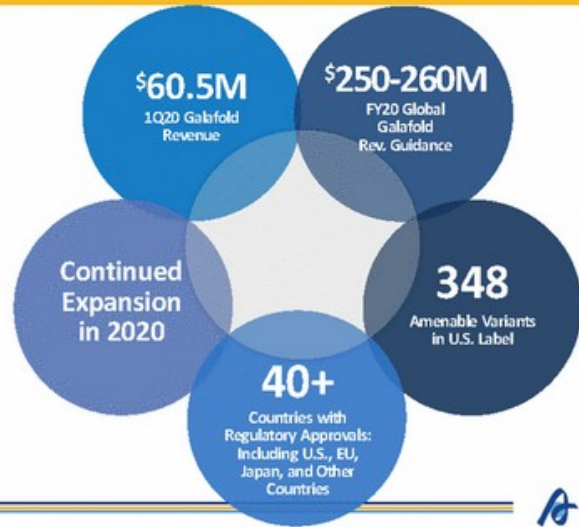 $60.5M
1Q20 Galafold
Revenue
$250-260M
FY20 Global
Galafold
Rev. Guidance
Continued
Expansion
in 2020
348
Amenable Variants
in U.S. Label
40+
Countries with
Regulatory Approvals:
Including U.S., EU,
Japan, and Other
Countries